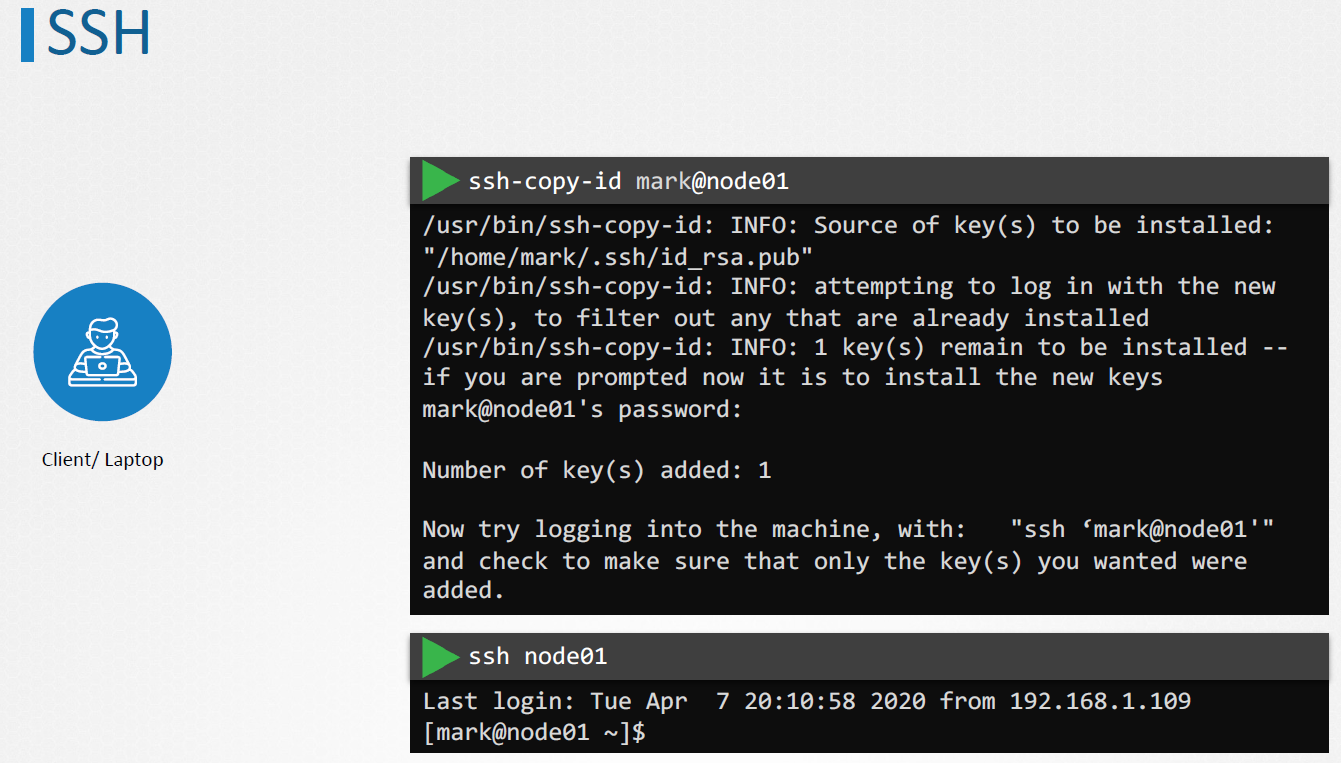 SSH
ssh-copy-id mark@node01
/usr/bin/ssh-copy-id: INFO: Source of key(s) to be installed:
"/home/mark/.ssh/id_rsa.pub"
/usr/bin/ssh-copy-id: INFO: attempting to log in with the new
key(s), to filter out any that are already installed
/usr/bin/ssh-copy-id: INFO: 1 key(s) remain to be installed --
if you are prompted now it is to install the new keys
mark@node01's password:
Number of key(s) added: 1
Now try logging into the machine, with:   "ssh ‘mark@node01'"
and check to make sure that only the key(s) you wanted were
added.
Client/ Laptop
ssh node01
Last login: Tue Apr  7 20:10:58 2020 from 192.168.1.109
[mark@node01 ~]$